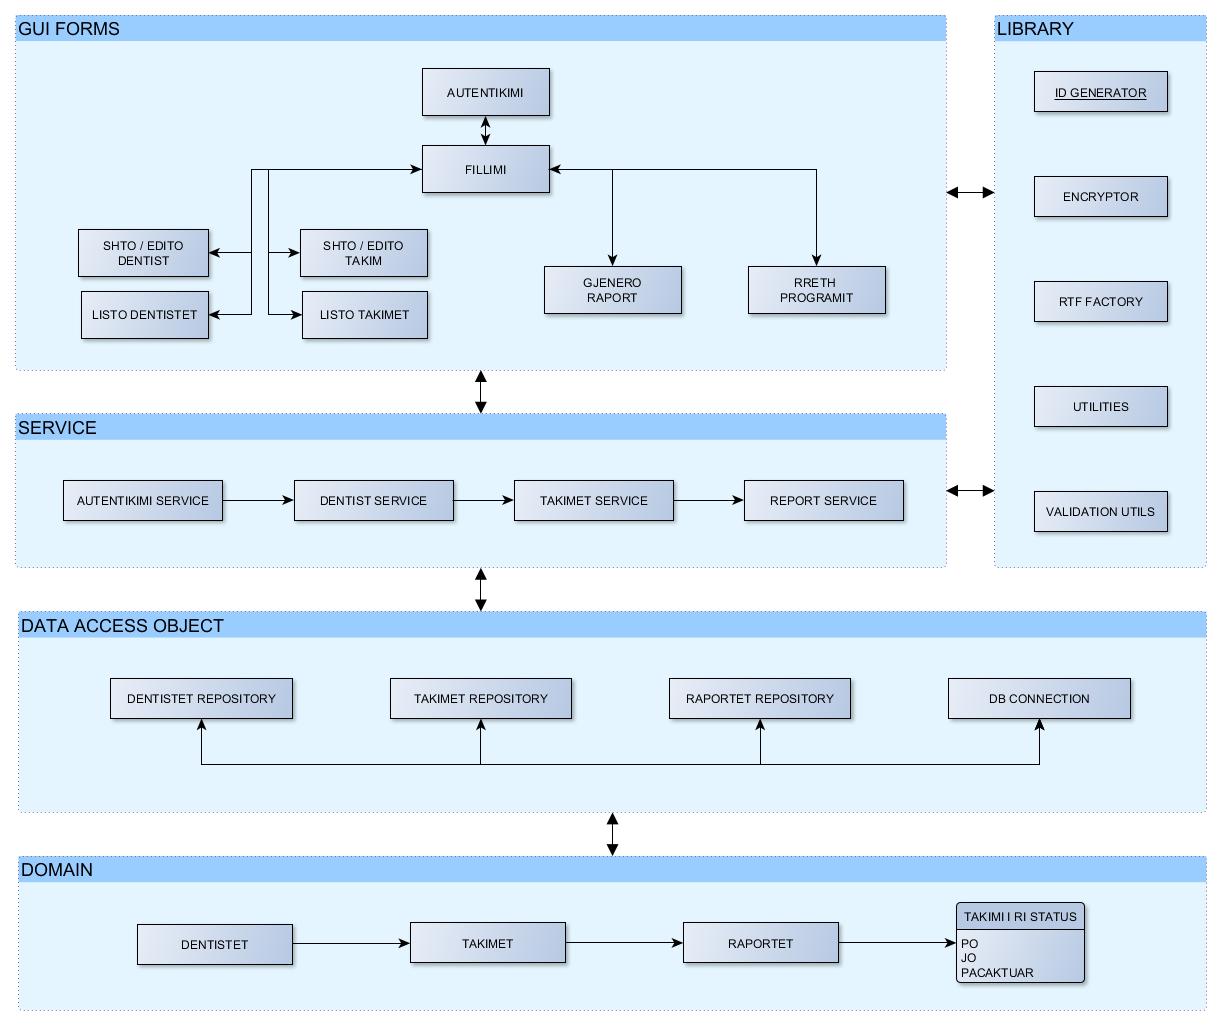 GUI FORMS
AUTENTIKIMI
FILLIMI
SHTO / EDITO
DENTIST
SHTO / EDITO
TAKIM
LISTO DENTISTET
LISTO TAKIMET
GJENERO
RAPORT
RRETH
PROGRAMIT
LIBRARY
ID GENERATOR
ENCRYPTOR
RTF FACTORY
UTILITIES
VALIDATION UTILS
SERVICE
AUTENTIKIMI SERVICE
DENTIST SERVICE
TAKIMET SERVICE
REPORT SERVICE
DATA ACCESS OBJECT
DENTISTET REPOSITORY
TAKIMET REPOSITORY
RAPORTET REPOSITORY
DB CONNECTION
DOMAIN
DENTISTET
TAKIMET
RAPORTET
TAKIMI I RI STATUS
PO
JO
PACAKTUAR